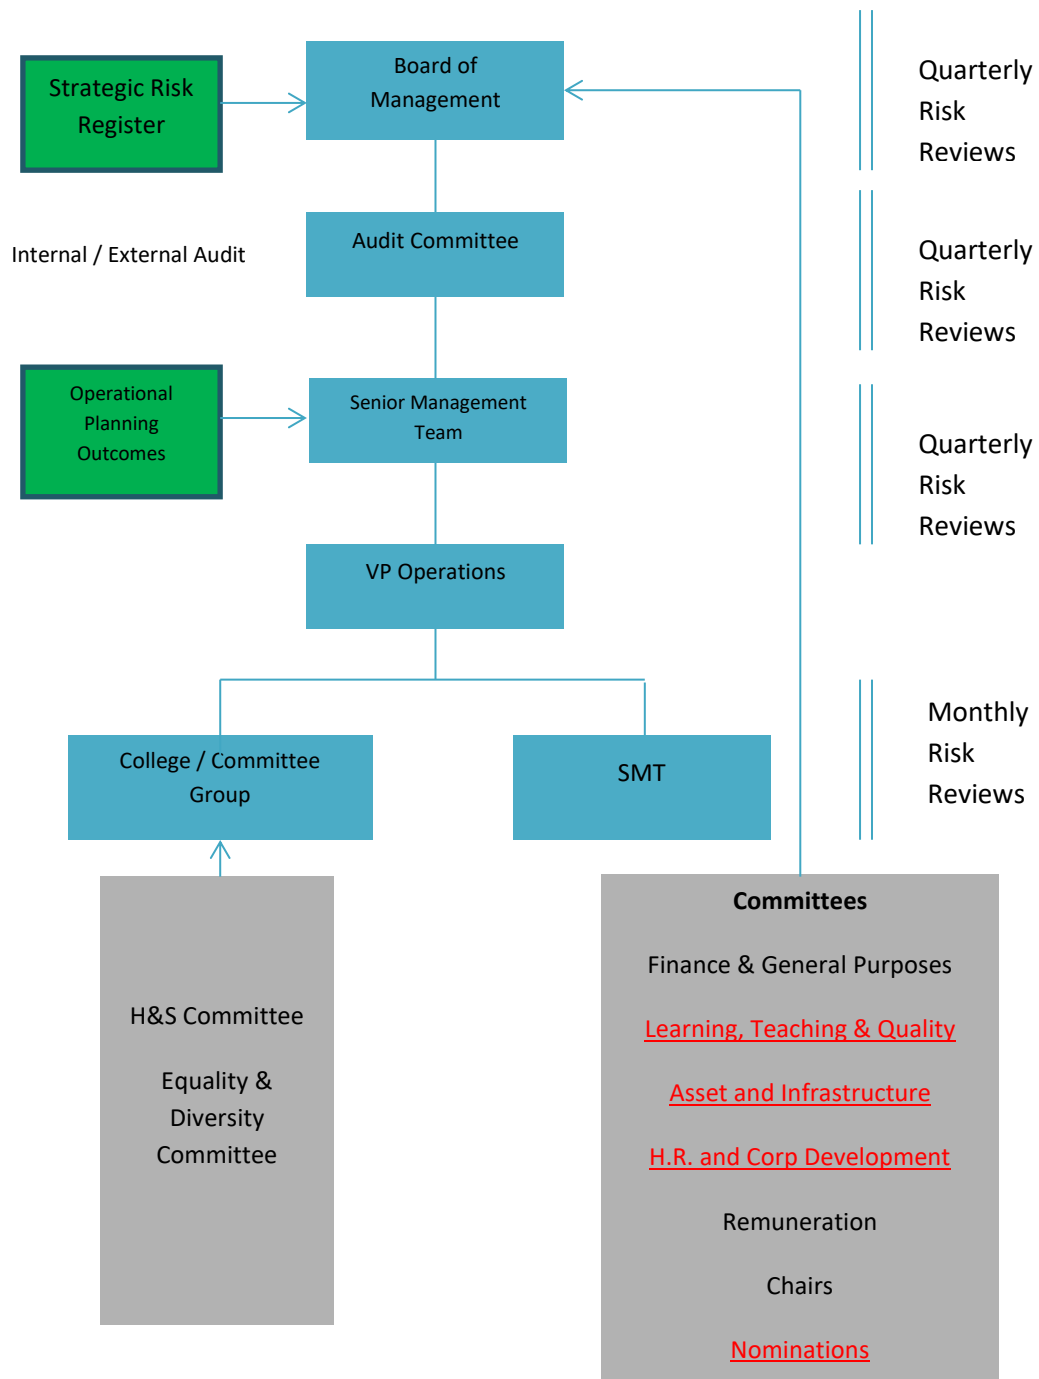 Strategic Risk
Register
Board of
Management
Quarterly
Risk
Reviews
Internal / External Audit
Audit Committee
Quarterly
Risk
Reviews
Operational
Planning
Outcomes
Senior Management
Team
Quarterly
Risk
Reviews
VP Operations
College / Committee
Group
SMT
Monthly
Risk
Reviews
H&S Committee
Equality &
Diversity
Committee
Committees
Finance & General Purposes
Learning, Teaching & Quality
Asset and Infrastructure
H.R. and Corp Development
Remuneration
Chairs
Nominations